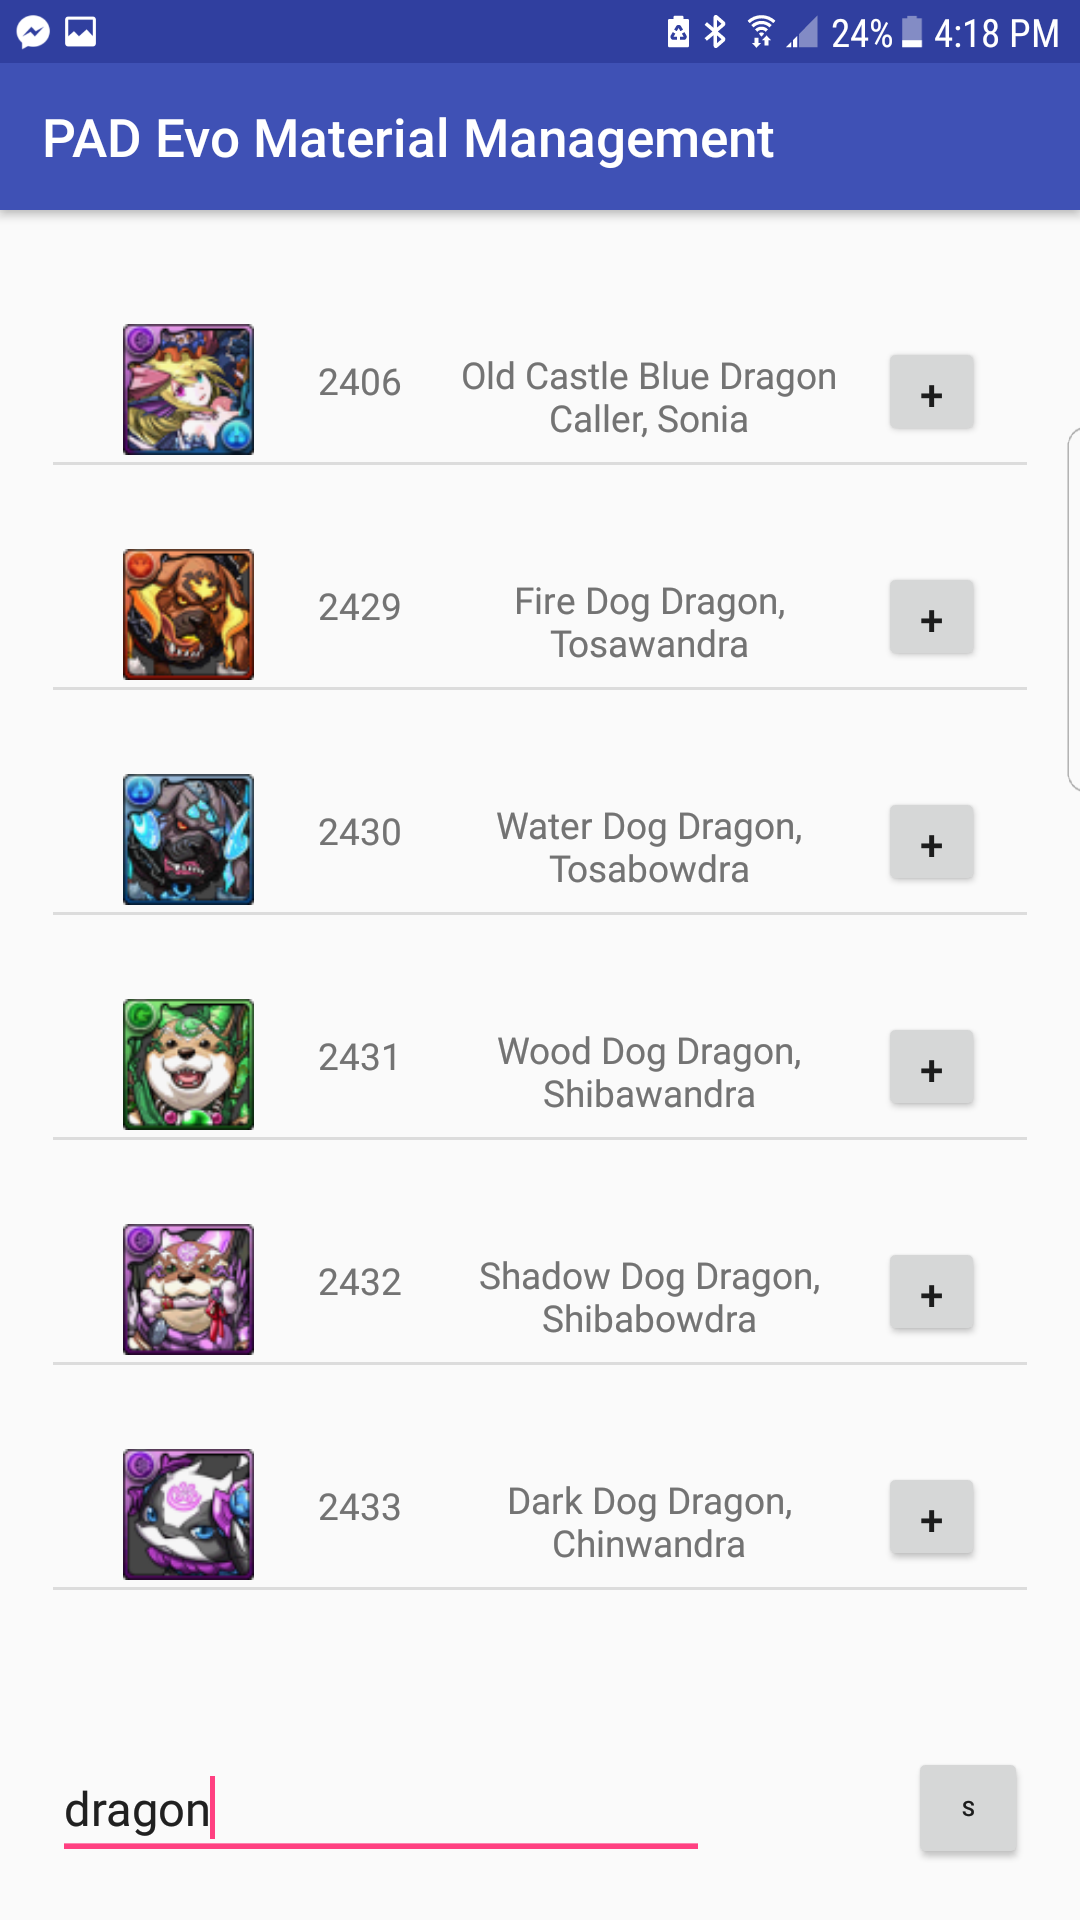 24% 4:18 PM
PAD Evo Material Management
2406
Old Castle Blue Dragon
Caller, Sonia
+
2429
Fire Dog Dragon,
Tosawandra
+
2430
Water Dog Dragon,
Tosabowdra
+
2431
Wood Dog Dragon,
Shibawandra
+
2432
Shadow Dog Dragon,
Shibabowdra
+
2433
Dark Dog Dragon,
Chinwandra
+
dragon
s